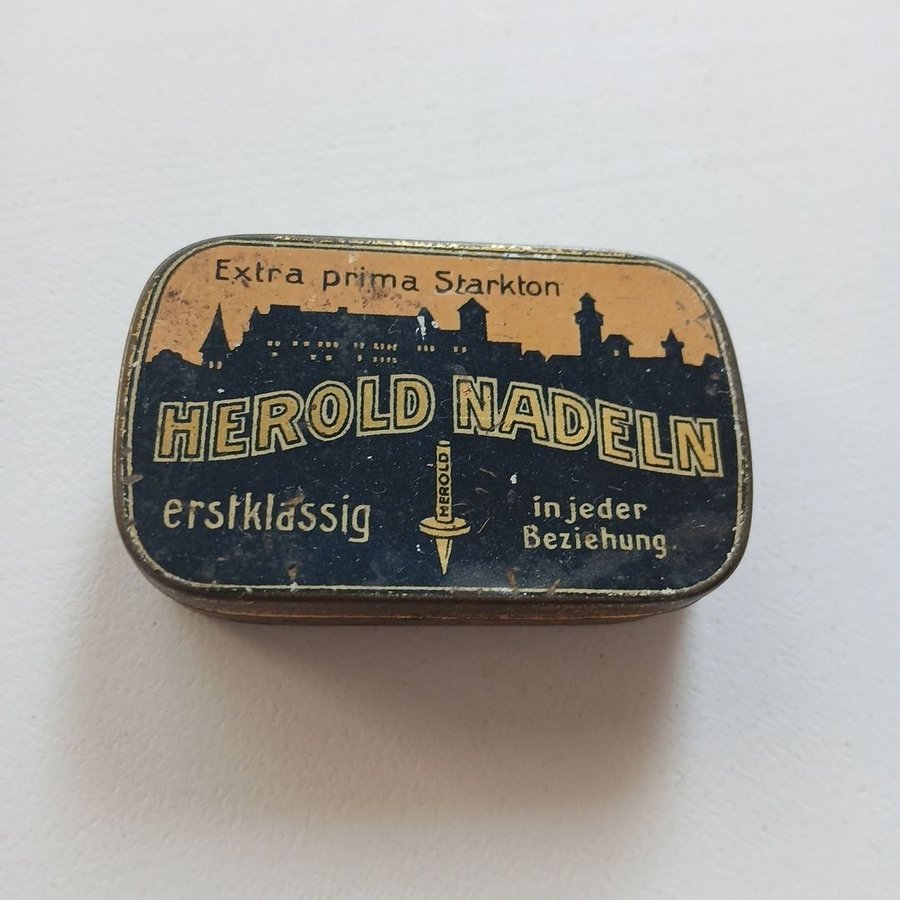 Extra prima Starkton
HEROLD NADELN
HEROLD
erstklassig
in jeder
Beziehung.